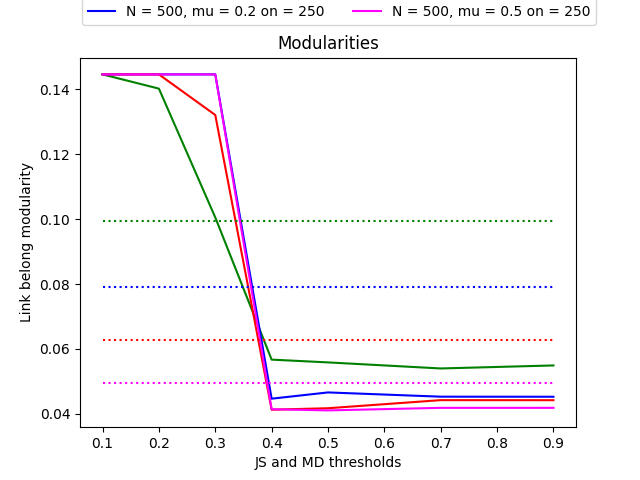 N = 500, mu = 0.2 on = 250 N = 500, mu = 0.5 on = 250
Modularities
Link belong modularity
0.14
0.12
0.10
0.08
0.06
0.04
0.1 0.2 0.3 0.4 0.5 0.6 0.7 0.8 0.9
JS and MD thresholds